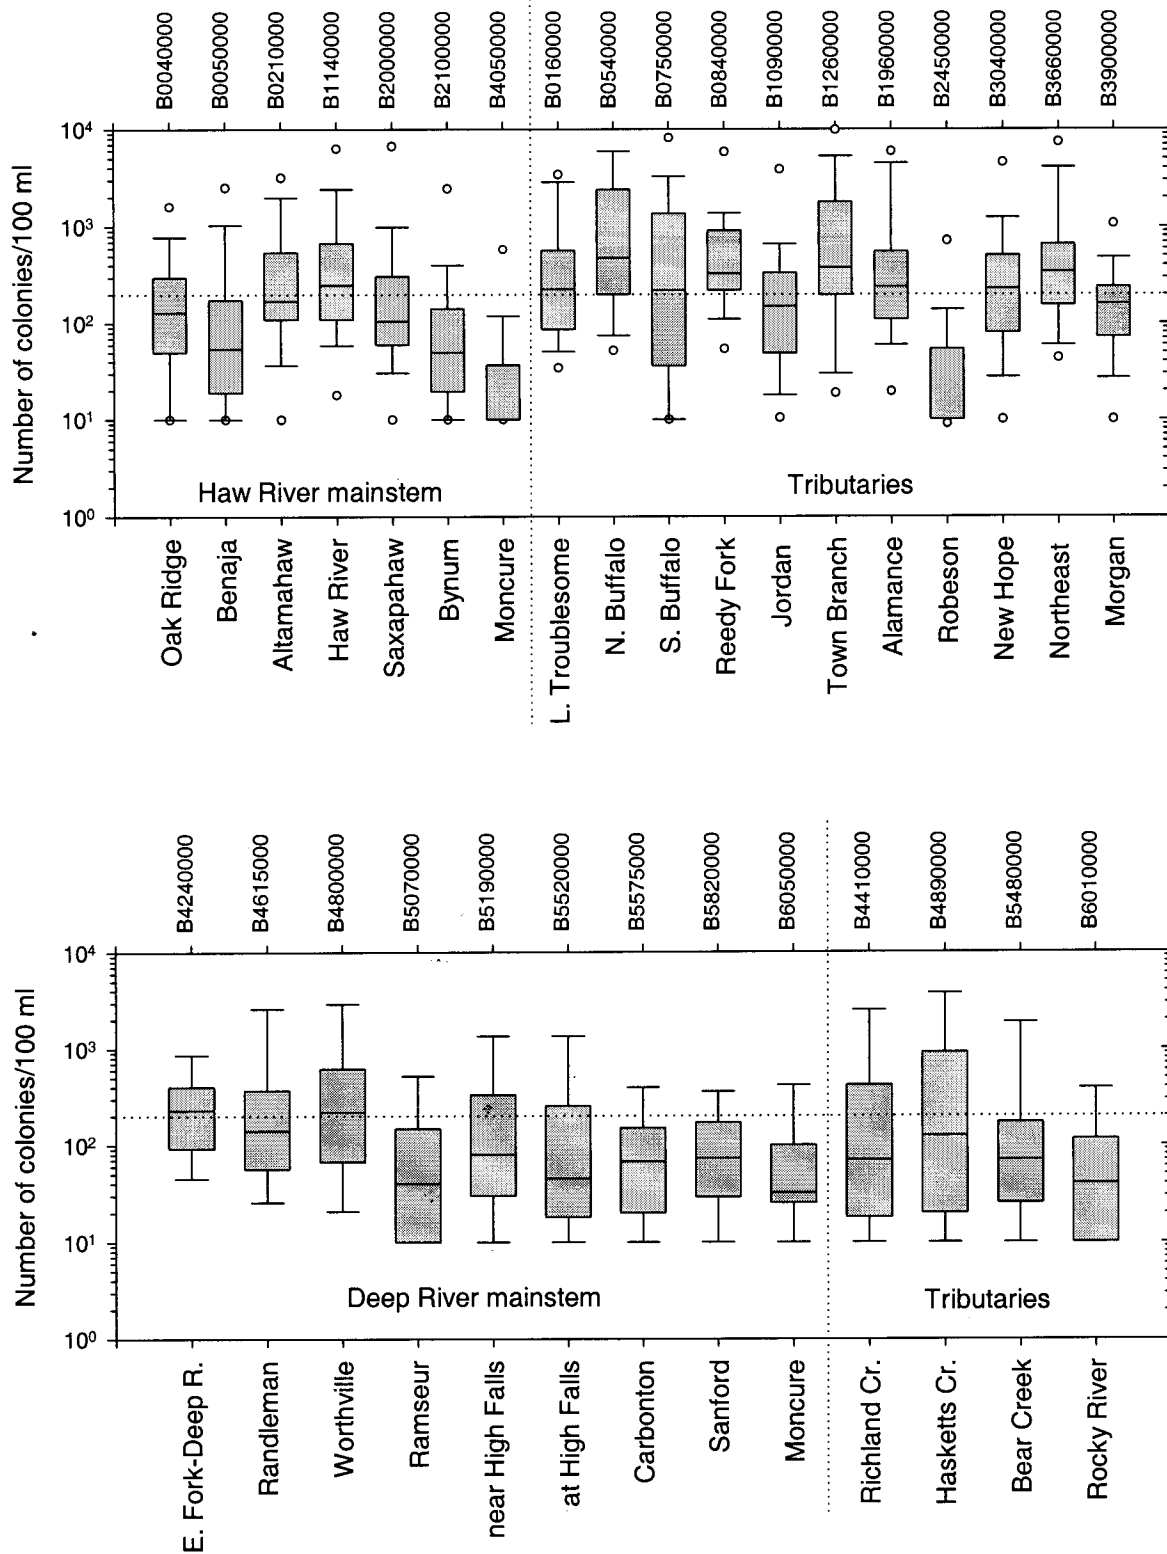 B0040000
B0050000
B0210000
B1140000
B2000000
B2100000
B4050000
B0160000
B0540000
B0750000
B0840000
B1090000
B1260000
B1960000
B2450000
B3040000
B3660000
B3900000
Number of colonies/100 ml
10⁴
10³
10²
10¹
10⁰
Haw River mainstem
Tributaries
Oak Ridge
Benaja
Altamahaw
Haw River
Saxapahaw
Bynum
Moncure
L. Troublesome
N. Buffalo
S. Buffalo
Reedy Fork
Jordan
Town Branch
Alamance
Robeson
New Hope
Northeast
Morgan
B4240000
B4615000
B4800000
B5070000
B5190000
B5520000
B5575000
B5820000
B6050000
B4410000
B4890000
B5480000
B6010000
Number of colonies/100 ml
10⁴
10³
10²
10¹
10⁰
Deep River mainstem
Tributaries
E. Fork-Deep R.
Randleman
Worthville
Ramseur
near High Falls
at High Falls
Carbonton
Sanford
Moncure
Richland Cr.
Hasketts Cr.
Bear Creek
Rocky River